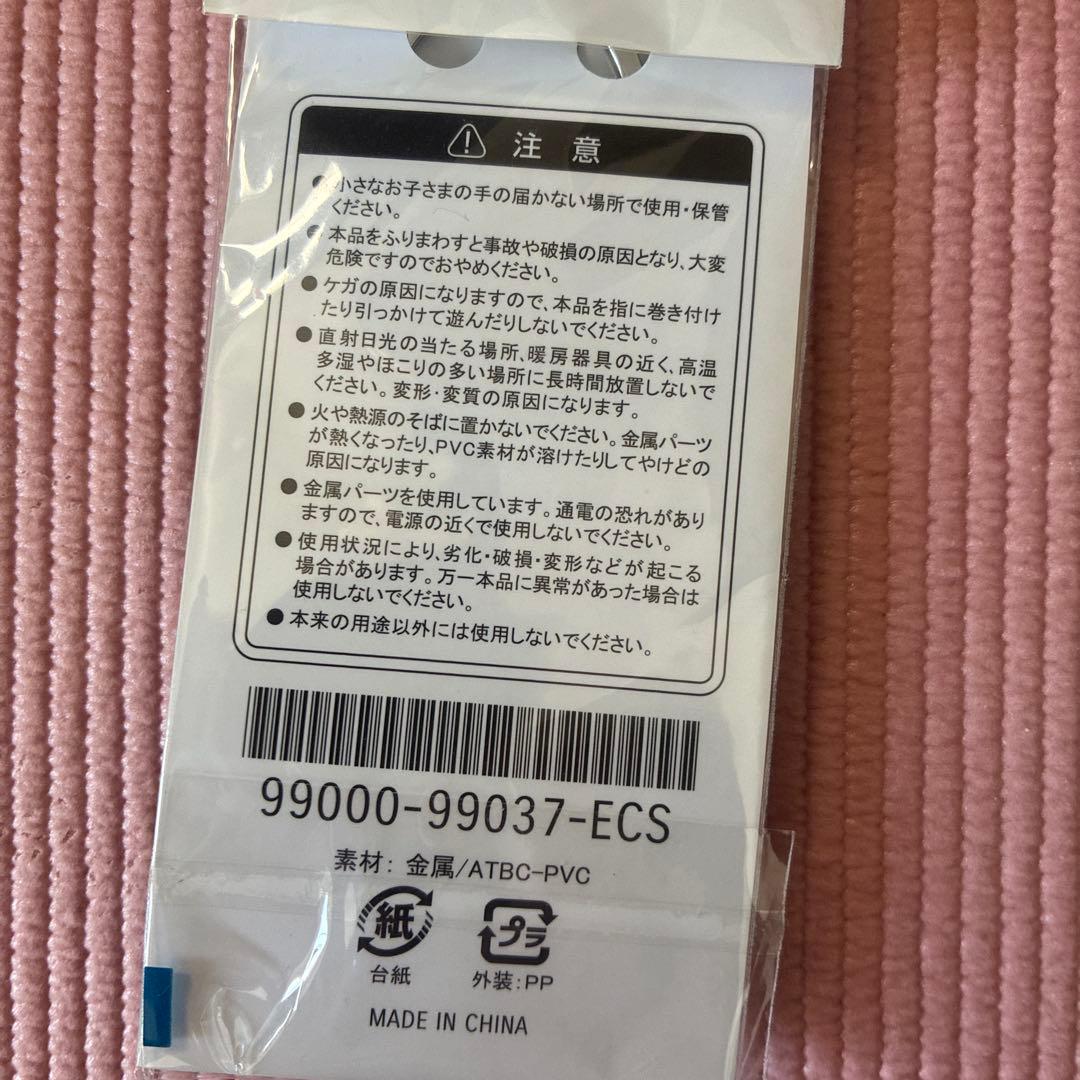 注意
●小さなお子さまの手の届かない場所で使用・保管
ください。
●本品をふりまわすと事故や破損の原因となり、大変
危険ですのでおやめください。
●ケガの原因になりますので、本品を指に巻き付け
たり引っかけて遊んだりしないでください。
●直射日光の当たる場所、暖房器具の近く、高温
多湿やほこりの多い場所に長時間放置しないで
ください。変形・変質の原因になります。
●火や熱源のそばに置かないでください。金属パーツ
が熱くなったり、PVC素材が溶けたりしてやけどの
原因になります。
●金属パーツを使用しています。通電の恐れがあり
ますので、電源の近くで使用しないでください。
●使用状況により、劣化・破損・変形などが起こる
場合があります。万一本品に異常があった場合は
使用しないでください。
●本来の用途以外には使用しないでください。
99000-99037-ECS
素材: 金属/ATBC-PVC
紙 プラ
台紙 外装:PP
MADE IN CHINA